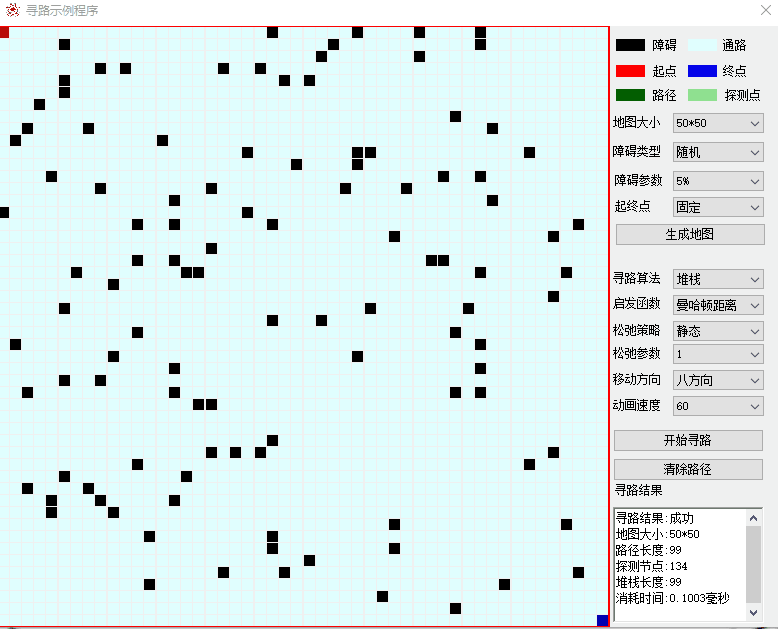 寻路示例程序
障碍 通路
起点 终点
路径 探测点
地图大小 50*50
障碍类型 随机
障碍参数 5%
起终点 固定
生成地图
寻路算法 堆栈
启发函数 曼哈顿距离
松弛策略 静态
松弛参数 1
移动方向 八方向
动画速度 60
开始寻路
清除路径
寻路结果
寻路结果:成功
地图大小:50*50
路径长度:99
探测节点:134
堆栈长度:99
消耗时间:0.1003毫秒